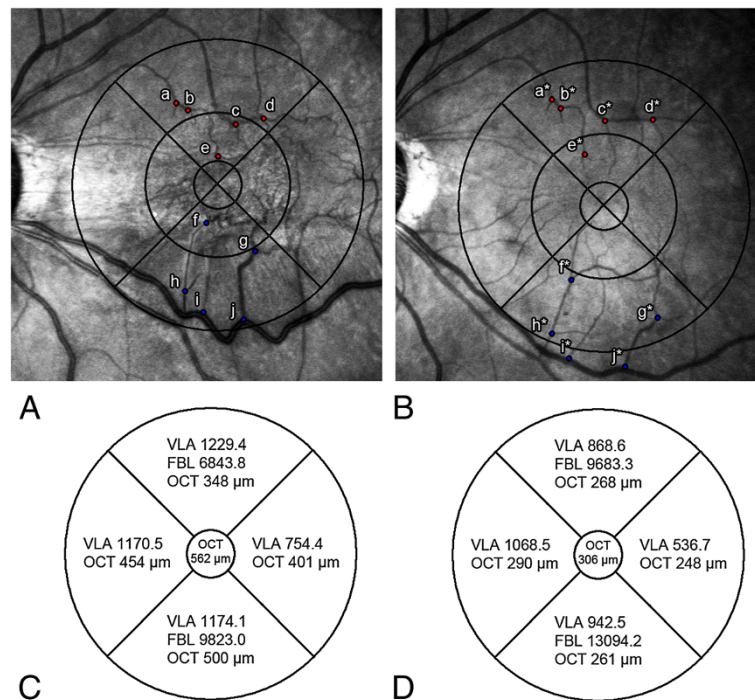 a
b
c
d
e
f
g
h
i
j
a*
b*
c*
d*
e*
f*
g*
h*
i*
j*
A
B
VLA 1229.4
FBL 6843.8
OCT 348 µm
VLA 1170.5
OCT 454 µm
OCT
562 µm
VLA 754.4
OCT 401 µm
VLA 1174.1
FBL 9823.0
OCT 500 µm
C
VLA 868.6
FBL 9683.3
OCT 268 µm
VLA 1068.5
OCT 290 µm
OCT
306 µm
VLA 536.7
OCT 248 µm
VLA 942.5
FBL 13094.2
OCT 261 µm
D